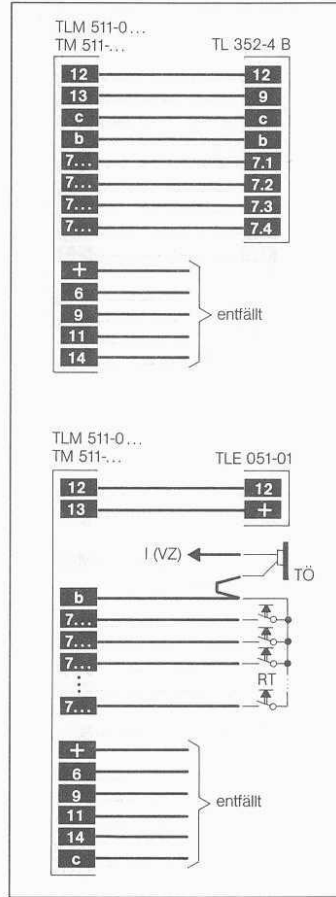 TLM 511-0...
TM 511-... TL 352-4 B
12 12
13 9
c c
b b
7... 7.1
7... 7.2
7... 7.3
7... 7.4
+
6
9 entfällt
11
14
TLM 511-0...
TM 511-... TLE 051-01
12 12
13 +
I (VZ)
TÖ
b
7...
7...
7...
RT
7...
+
6
9
11 entfällt
14
c